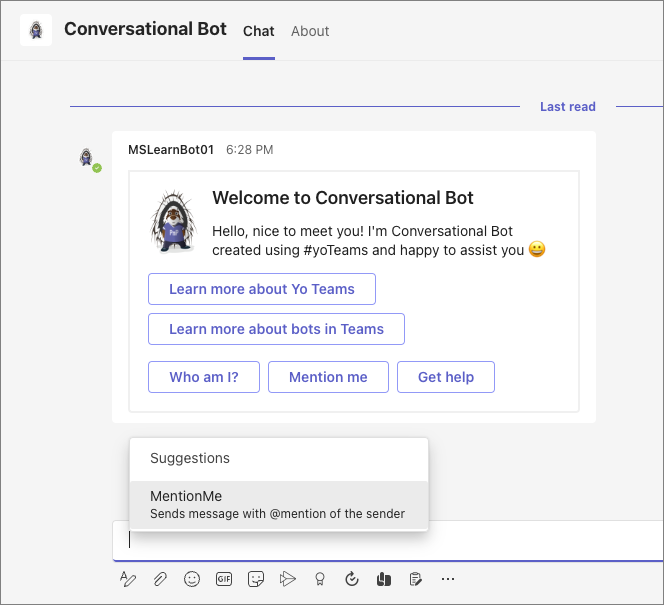 Conversational Bot Chat About
Last read
MSLearnBot01 6:28 PM
Welcome to Conversational Bot
Hello, nice to meet you! I'm Conversational Bot
created using #yoTeams and happy to assist you 😀
Learn more about Yo Teams
Learn more about bots in Teams
Who am I? Mention me Get help
Suggestions
MentionMe
Sends message with @mention of the sender
GIF